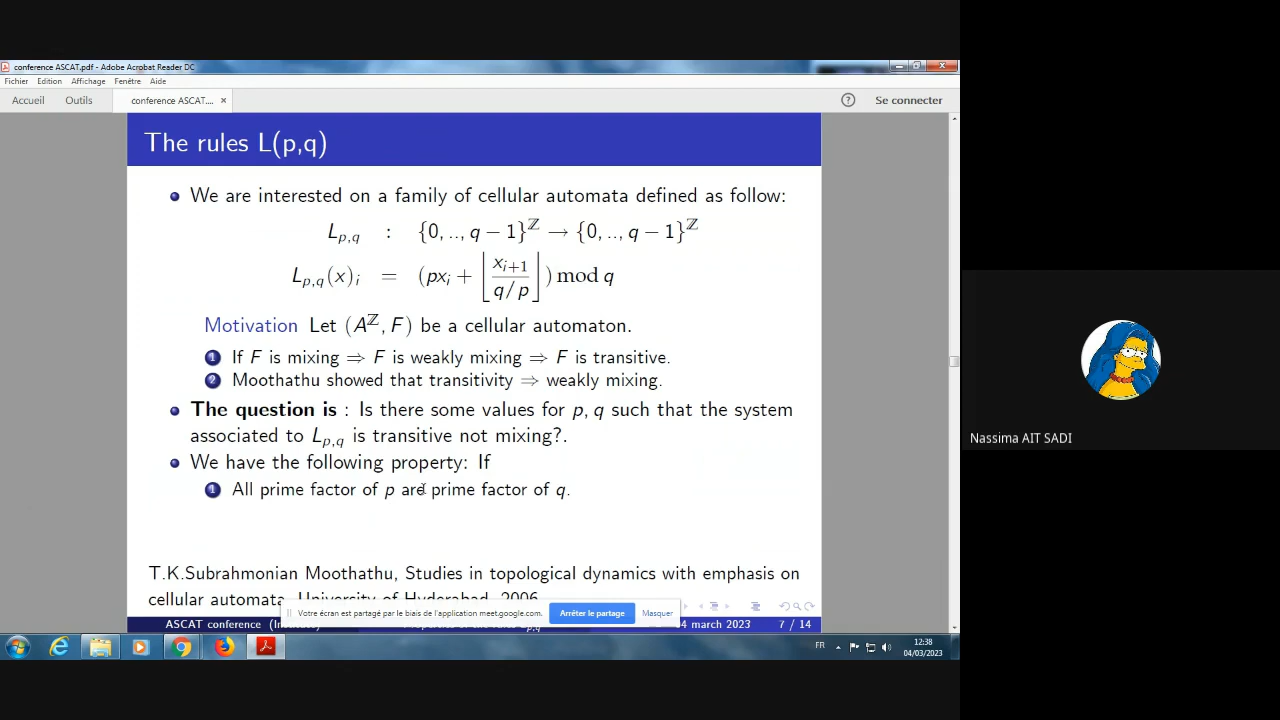 conference ASCAT.pdf - Adobe Acrobat Reader DC
Fichier Edition Affichage Fenêtre Aide
Accueil Outils conference ASCAT.... × ? Se connecter
The rules L(p,q)
We are interested on a family of cellular automata defined as follow:
L_{p,q} : {0, .., q − 1}^ℤ → {0, .., q − 1}^ℤ
L_{p,q}(x)_i = (px_i + ⌊x_{i+1} / (q/p)⌋) mod q
Motivation Let (A^ℤ, F) be a cellular automaton.
1 If F is mixing ⇒ F is weakly mixing ⇒ F is transitive.
2 Moothathu showed that transitivity ⇒ weakly mixing.
The question is : Is there some values for p, q such that the system
associated to L_{p,q} is transitive not mixing?.
We have the following property: If
1 All prime factor of p are prime factor of q.
T.K.Subrahmonian Moothathu, Studies in topological dynamics with emphasis on
cellular automata, University of Hyderabad, 2006
Votre écran est partagé par le biais de l'application meet.google.com. Arrêter le partage Masquer
ASCAT conference 04 march 2023 7 / 14
FR 12:38
04/03/2023
Nassima AIT SADI